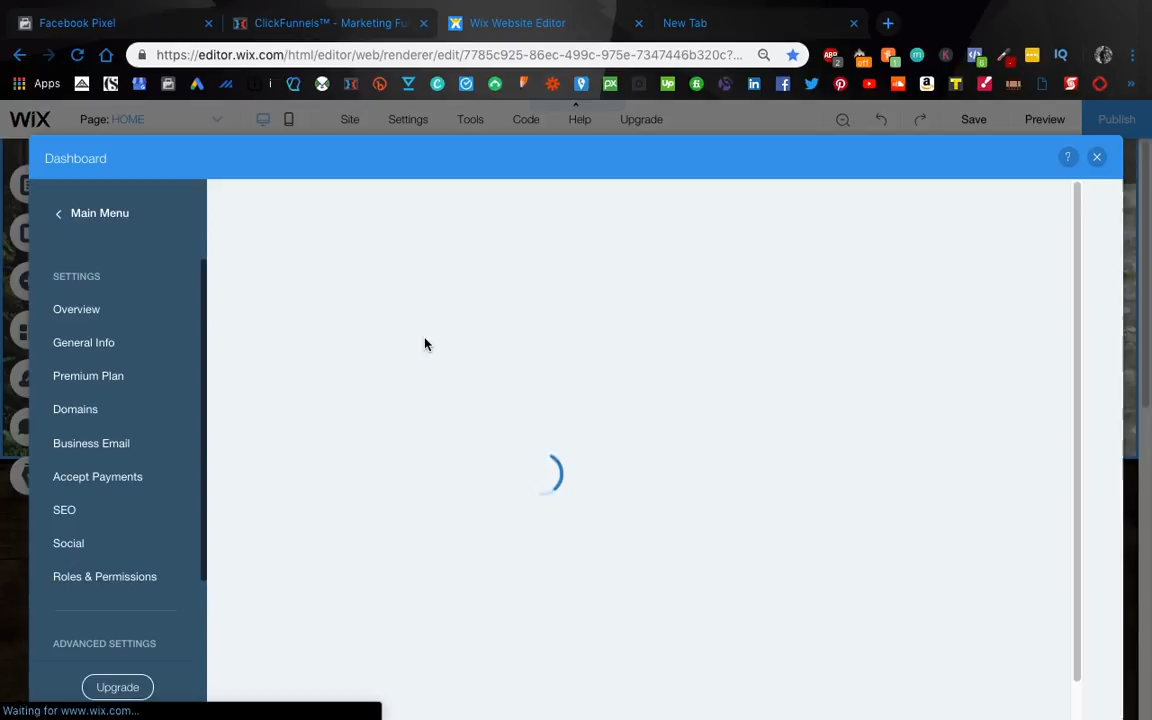 Facebook Pixel
ClickFunnels™ - Marketing Fu
Wix Website Editor
New Tab
https://editor.wix.com/html/editor/web/renderer/edit/7785c925-86ec-499c-975e-7347446b320c?...
Apps
WiX
Page: HOME
Site
Settings
Tools
Code
Help
Upgrade
Save
Preview
Publish
Dashboard
?
Main Menu
SETTINGS
Overview
General Info
Premium Plan
Domains
Business Email
Accept Payments
SEO
Social
Roles & Permissions
ADVANCED SETTINGS
Upgrade
Waiting for www.wix.com...